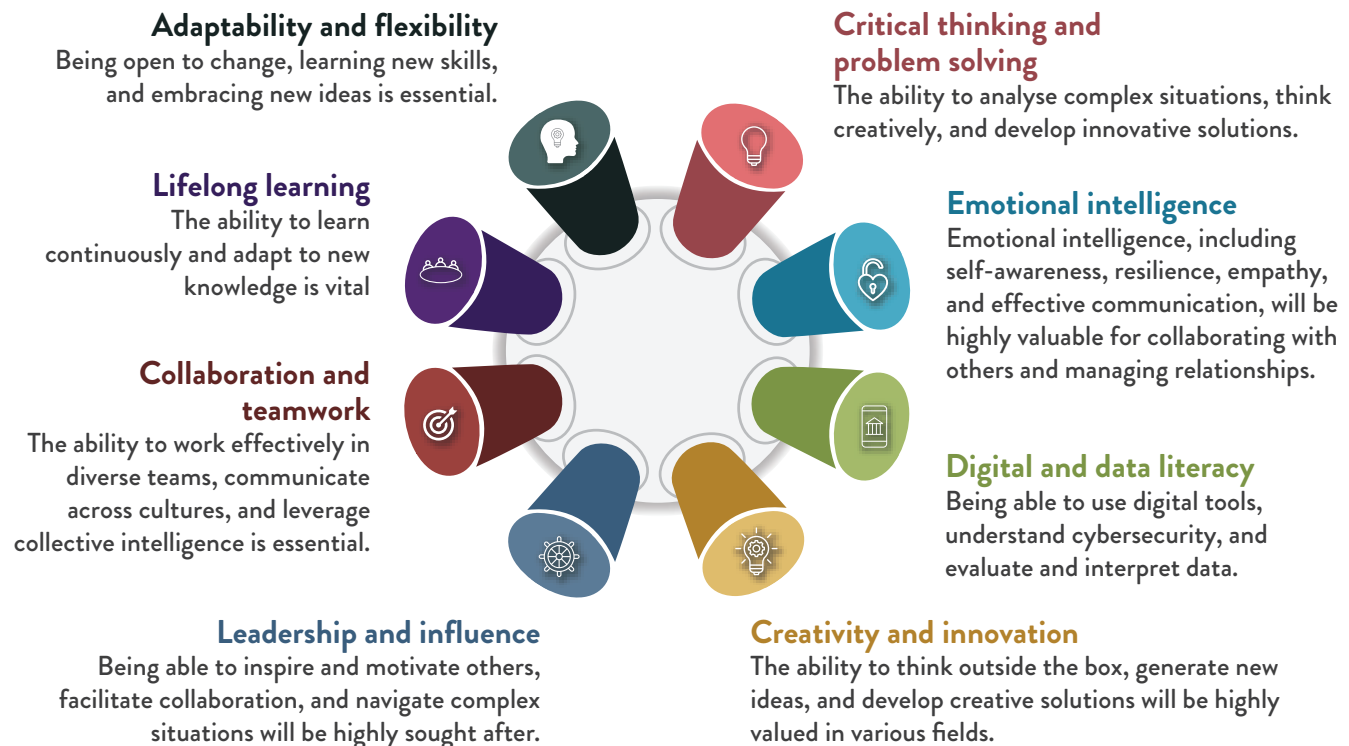 Adaptability and flexibility
Being open to change, learning new skills,
and embracing new ideas is essential.
Critical thinking and
problem solving
The ability to analyse complex situations, think
creatively, and develop innovative solutions.
Lifelong learning
The ability to learn
continuously and adapt to new
knowledge is vital
Emotional intelligence
Emotional intelligence, including
self-awareness, resilience, empathy,
and effective communication, will be
highly valuable for collaborating with
others and managing relationships.
Collaboration and
teamwork
The ability to work effectively in
diverse teams, communicate
across cultures, and leverage
collective intelligence is essential.
Digital and data literacy
Being able to use digital tools,
understand cybersecurity, and
evaluate and interpret data.
Leadership and influence
Being able to inspire and motivate others,
facilitate collaboration, and navigate complex
situations will be highly sought after.
Creativity and innovation
The ability to think outside the box, generate new
ideas, and develop creative solutions will be highly
valued in various fields.